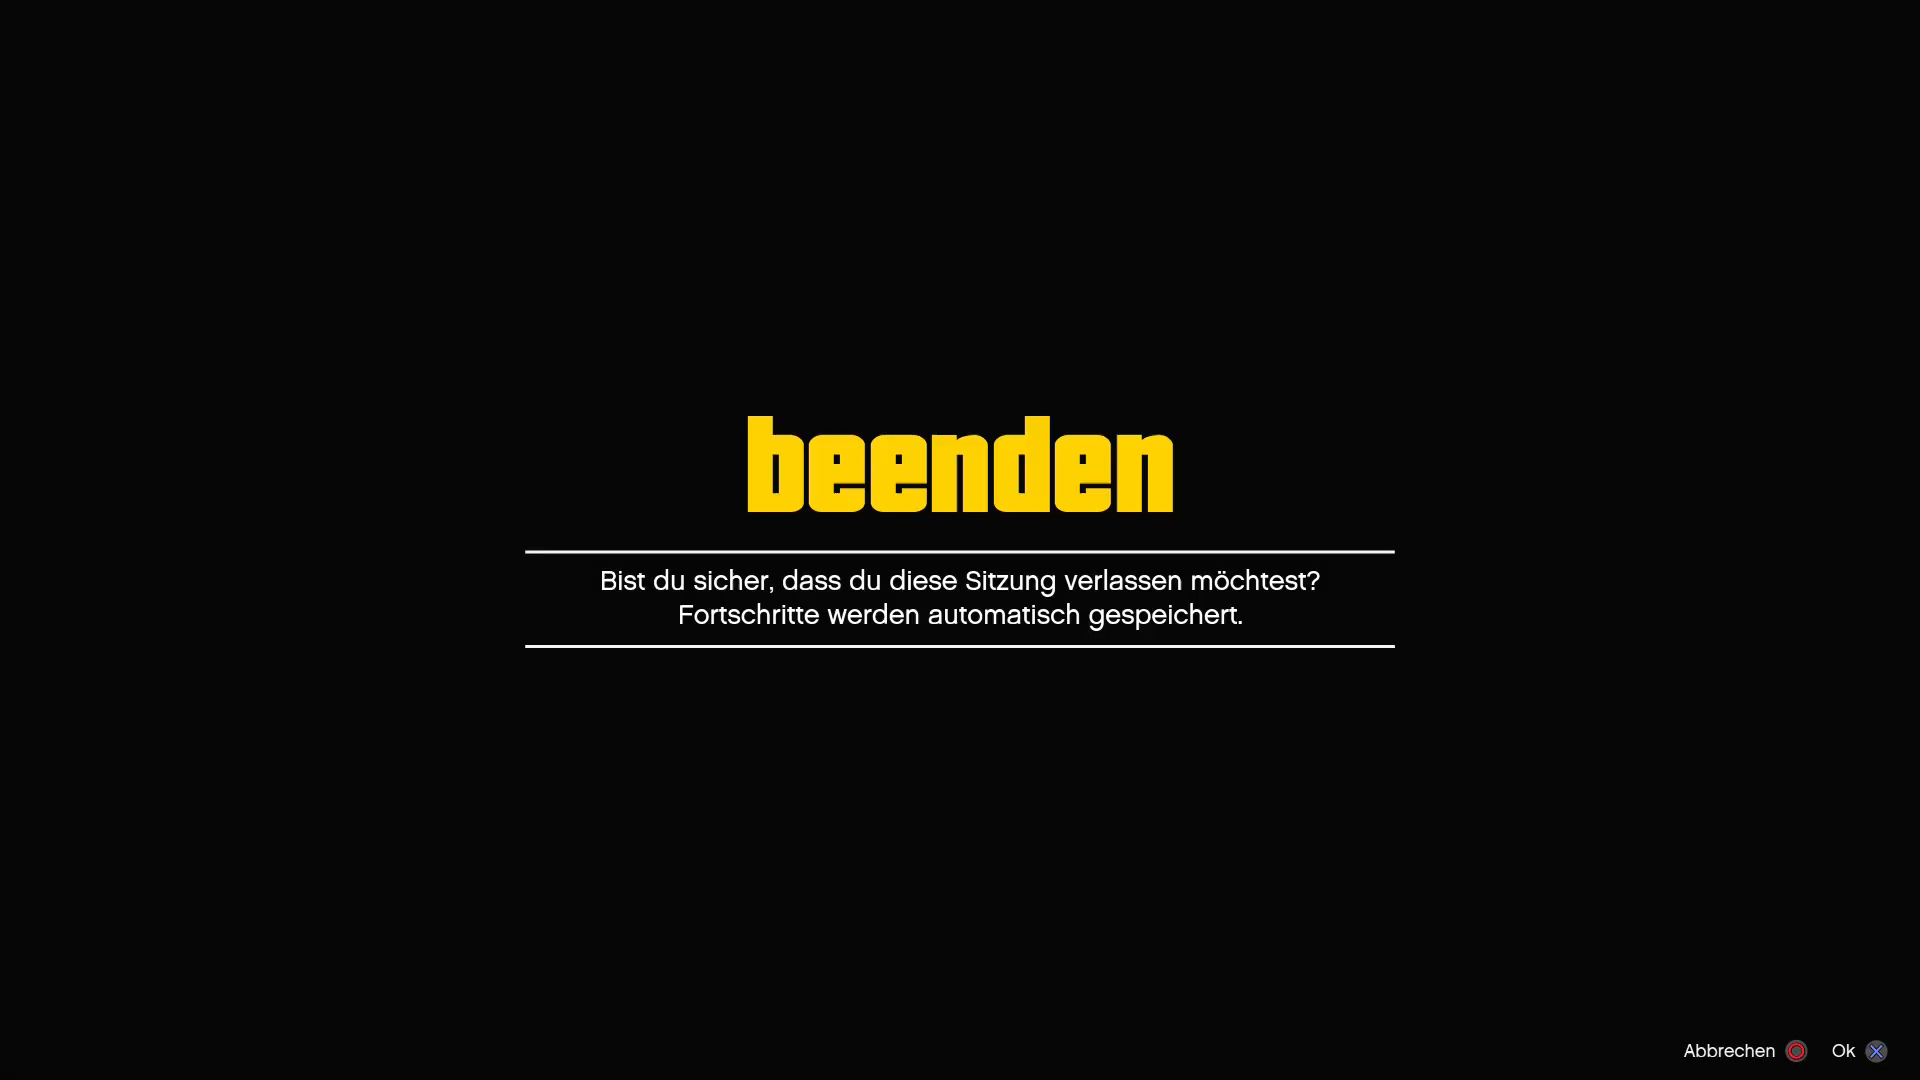 beenden
Bist du sicher, dass du diese Sitzung verlassen möchtest?
Fortschritte werden automatisch gespeichert.
Abbrechen Ok